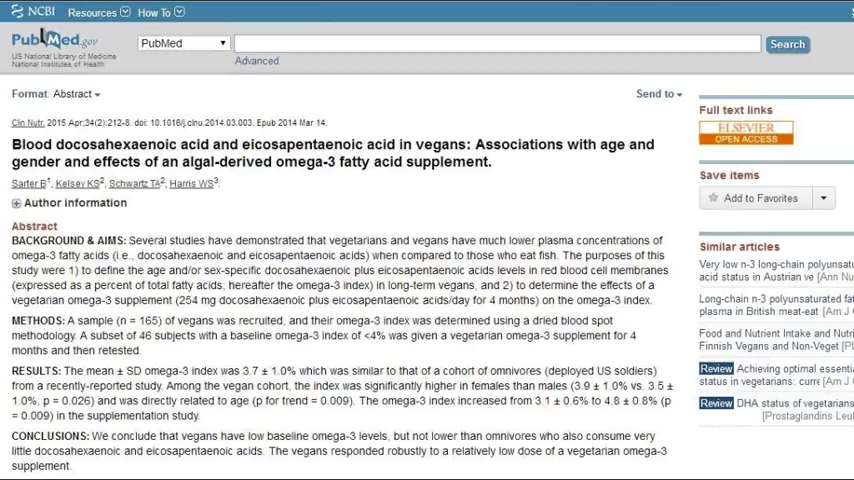 NCBI Resources How To
PubMed.gov
US National Library of Medicine
National Institutes of Health
PubMed
Search
Advanced
Format: Abstract
Send to
Clin Nutr. 2015 Apr;34(2):212-8. doi: 10.1016/j.clnu.2014.03.003. Epub 2014 Mar 14.
Blood docosahexaenoic acid and eicosapentaenoic acid in vegans: Associations with age and
gender and effects of an algal-derived omega-3 fatty acid supplement.
Sarter B1, Kelsey KS2, Schwartz TA2, Harris WS3.
Author information
Abstract
BACKGROUND & AIMS: Several studies have demonstrated that vegetarians and vegans have much lower plasma concentrations of
omega-3 fatty acids (i.e., docosahexaenoic and eicosapentaenoic acids) when compared to those who eat fish. The purposes of this
study were 1) to define the age and/or sex-specific docosahexaenoic plus eicosapentaenoic acids levels in red blood cell membranes
(expressed as a percent of total fatty acids; hereafter the omega-3 index) in long-term vegans, and 2) to determine the effects of a
vegetarian omega-3 supplement (254 mg docosahexaenoic plus eicosapentaenoic acids/day for 4 months) on the omega-3 index.
METHODS: A sample (n = 165) of vegans was recruited, and their omega-3 index was determined using a dried blood spot
methodology. A subset of 46 subjects with a baseline omega-3 index of <4% was given a vegetarian omega-3 supplement for 4
months and then retested.
RESULTS: The mean ± SD omega-3 index was 3.7 ± 1.0% which was similar to that of a cohort of omnivores (deployed US soldiers)
from a recently-reported study. Among the vegan cohort, the index was significantly higher in females than males (3.9 ± 1.0% vs. 3.5 ±
1.0%; p = 0.026) and was directly related to age (p for trend = 0.009). The omega-3 index increased from 3.1 ± 0.6% to 4.8 ± 0.8% (p
= 0.009) in the supplementation study.
CONCLUSIONS: We conclude that vegans have low baseline omega-3 levels, but not lower than omnivores who also consume very
little docosahexaenoic and eicosapentaenoic acids. The vegans responded robustly to a relatively low dose of a vegetarian omega-3
supplement.
Full text links
ELSEVIER
OPEN ACCESS
Save items
Add to Favorites
Similar articles
Very low n-3 long-chain polyunsatu
acid status in Austrian ve [Ann Nu
Long-chain n-3 polyunsaturated fa
plasma in British meat-eat [Am J C
Food and Nutrient Intake and Nutri
Finnish Vegans and Non-Veget [PL
Review Achieving optimal essentia
status in vegetarians: curre [Am J C
Review DHA status of vegetarians
[Prostaglandins Leuk